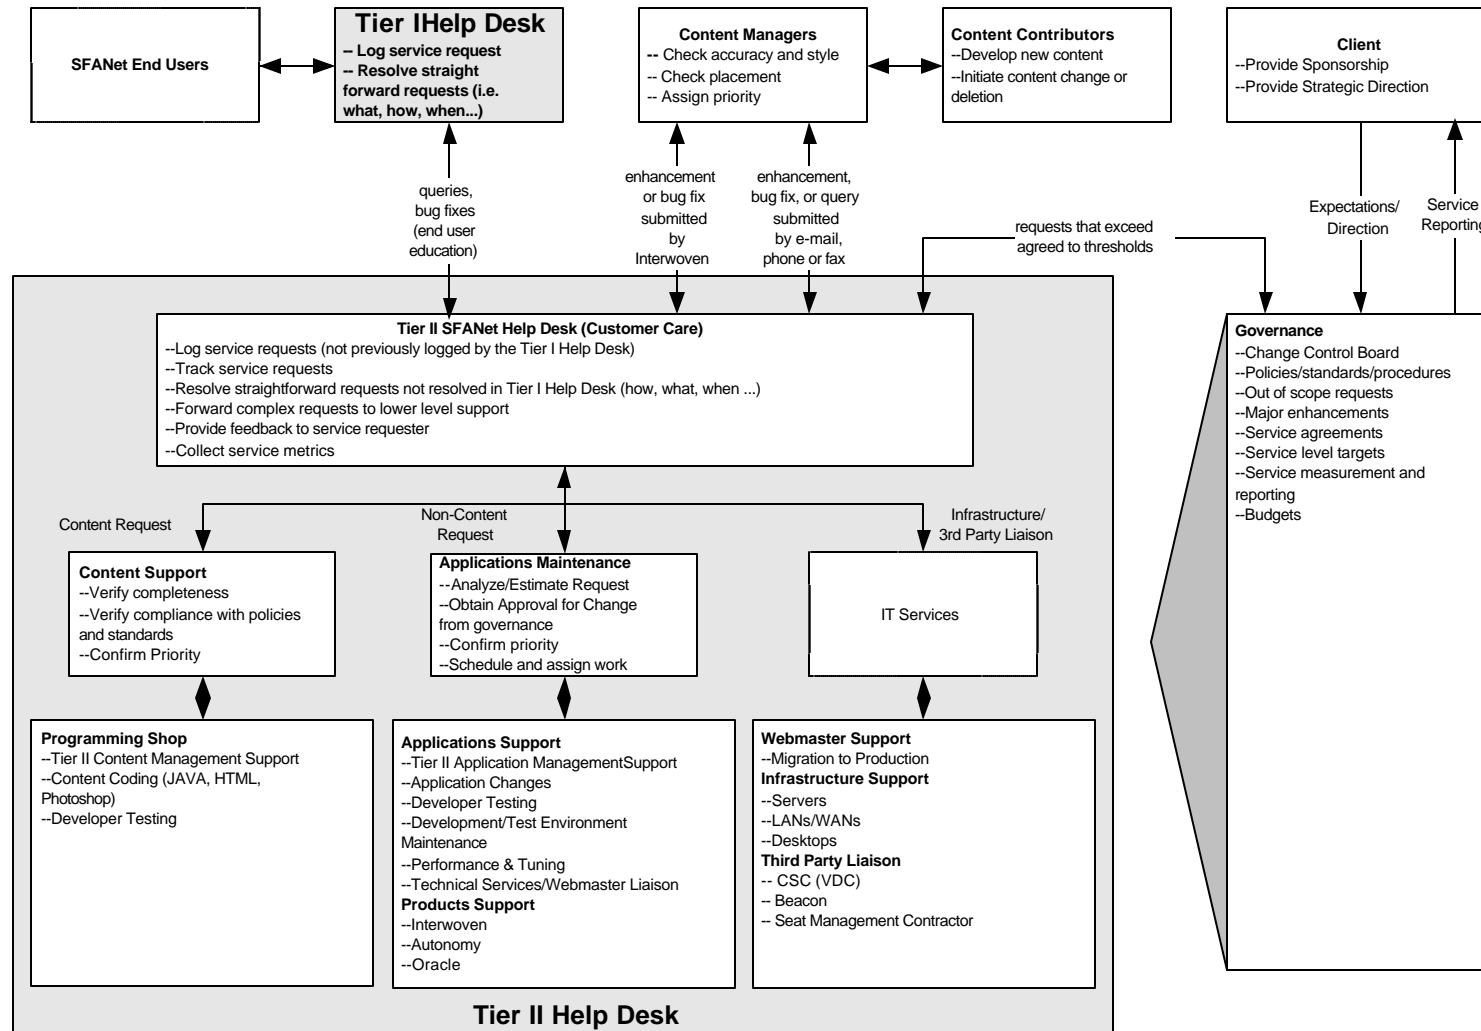 SFANet End Users
Tier IHelp Desk
-- Log service request
-- Resolve straight
forward requests (i.e.
what, how, when...)
Content Managers
-- Check accuracy and style
-- Check placement
-- Assign priority
Content Contributors
--Develop new content
--Initiate content change or
deletion
Client
--Provide Sponsorship
--Provide Strategic Direction
queries,
bug fixes
(end user
education)
enhancement
or bug fix
submitted
by
Interwoven
enhancement,
bug fix, or query
submitted
by e-mail,
phone or fax
requests that exceed
agreed to thresholds
Expectations/
Direction
Service
Reporting
Tier II SFANet Help Desk (Customer Care)
--Log service requests (not previously logged by the Tier I Help Desk)
--Track service requests
--Resolve straightforward requests not resolved in Tier I Help Desk (how, what, when ...)
--Forward complex requests to lower level support
--Provide feedback to service requester
--Collect service metrics
Governance
--Change Control Board
--Policies/standards/procedures
--Out of scope requests
--Major enhancements
--Service agreements
--Service level targets
--Service measurement and
reporting
--Budgets
Content Request
Non-Content
Request
Infrastructure/
3rd Party Liaison
Content Support
--Verify completeness
--Verify compliance with policies
and standards
--Confirm Priority
Applications Maintenance
--Analyze/Estimate Request
--Obtain Approval for Change
from governance
--Confirm priority
--Schedule and assign work
IT Services
Programming Shop
--Tier II Content Management Support
--Content Coding (JAVA, HTML,
Photoshop)
--Developer Testing
Applications Support
--Tier II Application ManagementSupport
--Application Changes
--Developer Testing
--Development/Test Environment
Maintenance
--Performance & Tuning
--Technical Services/Webmaster Liaison
Products Support
--Interwoven
--Autonomy
--Oracle
Webmaster Support
--Migration to Production
Infrastructure Support
--Servers
--LANs/WANs
--Desktops
Third Party Liaison
-- CSC (VDC)
-- Beacon
-- Seat Management Contractor
Tier II Help Desk